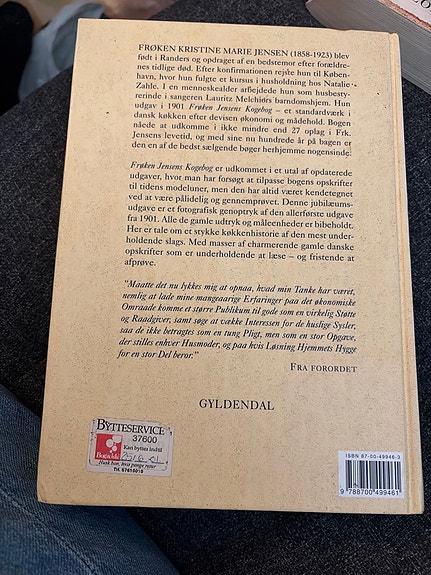 FRØKEN KRISTINE MARIE JENSEN (1858-1923) blev
født i Randers og opdraget af en bedstemor efter forældre-
nes tidlige død. Efter konfirmationen rejste hun til Køben-
havn, hvor hun fulgte et kursus i husholdning hos Natalie
Zahle. I en menneskealder arbejdede hun som husbesty-
rerinde i sangeren Lauritz Melchiors barndomshjem. Hun
udgav i 1901 Frøken Jensens Kogebog – et standardværk i
dansk køkken efter devisen økonomi og mådehold. Bogen
nåede at udkomme i ikke mindre end 27 oplag i Frk.
Jensens levetid, og med sine nu hundrede år på bagen er
den en af de bedst sælgende bøger herhjemme nogensinde.
Frøken Jensens Kogebog er udkommet i et utal af opdaterede
udgaver, hvor man har forsøgt at tilpasse bogens opskrifter
til tidens modeluner, men den har altid været kendetegnet
ved at være pålidelig og gennemprøvet. Denne jubilæums-
udgave er et fotografisk genoptryk af den allerførste udgave
fra 1901. Alle de gamle udtryk og måleenheder er bibeholdt.
Her er tale om et stykke køkkenhistorie af den mest under-
holdende slags. Med masser af charmerende gamle danske
opskrifter som er underholdende at læse – og fristende at
afprøve.
"Maatte det nu lykkes mig at opnaa, hvad min Tanke har været,
nemlig at lade mine mangeaarige Erfaringer paa det økonomiske
Omraade komme et større Publikum til gode som en virkelig Støtte
og Raadgiver, samt søge at vække Interessen for de huslige Sysler,
saa de ikke betragtes som en tung Pligt, men som en stor Opgave,
der stilles enhver Husmoder, og paa hvis Løsning Hjemmets Hygge
for en stor Del beror."
FRA FORORDET
GYLDENDAL
BYTTESERVICE
37600
Kan byttes indtil
Bog&idé
Husk bon, hvis penge retur
Tlf. 57610010
ISBN 87-00-49946-3
9 788700 499461